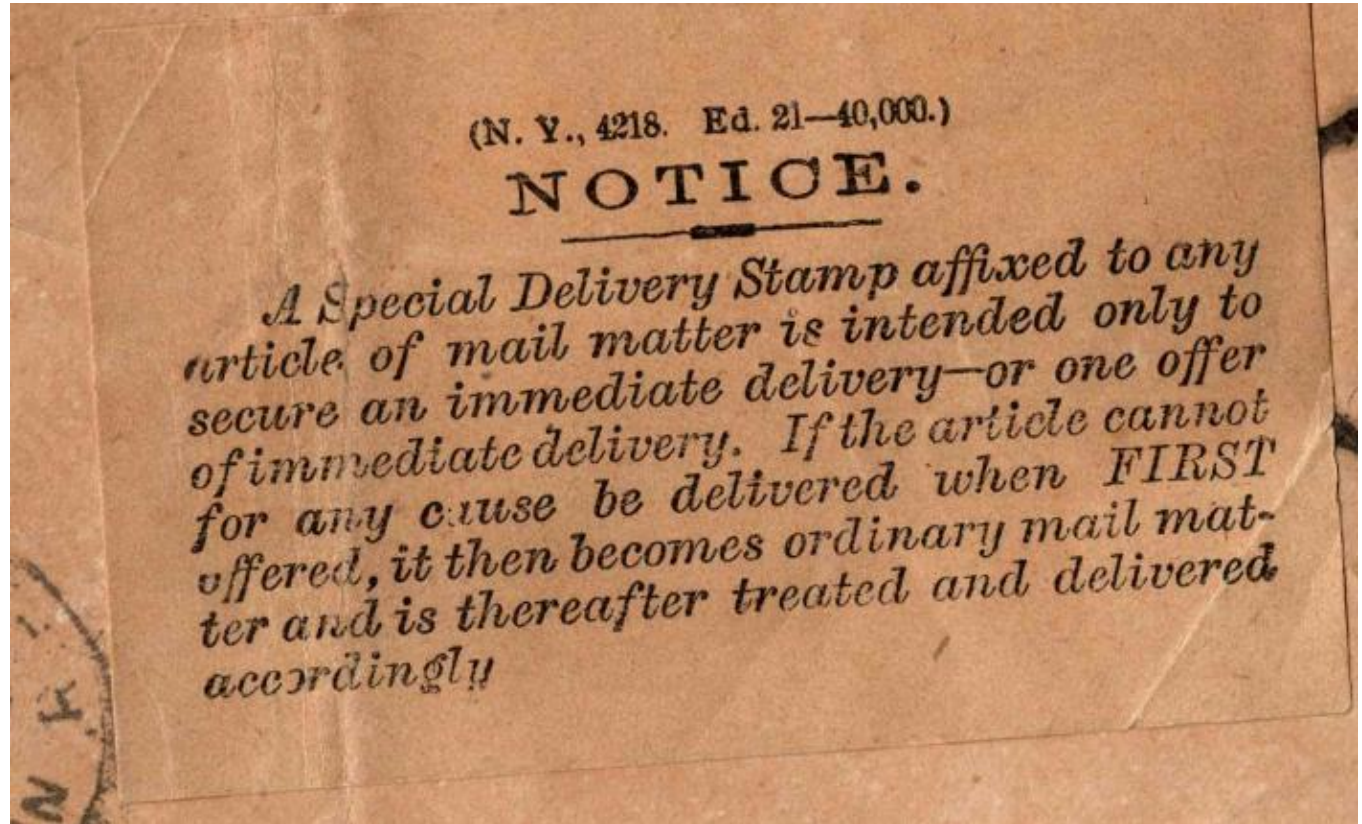 (N. Y., 4218. Ed. 21—40,000.)
NOTICE.
A Special Delivery Stamp affixed to any
article of mail matter is intended only to
secure an immediate delivery—or one offer
of immediate delivery. If the article cannot
for any cause be delivered when FIRST
offered, it then becomes ordinary mail mat-
ter and is thereafter treated and delivered
accordingly